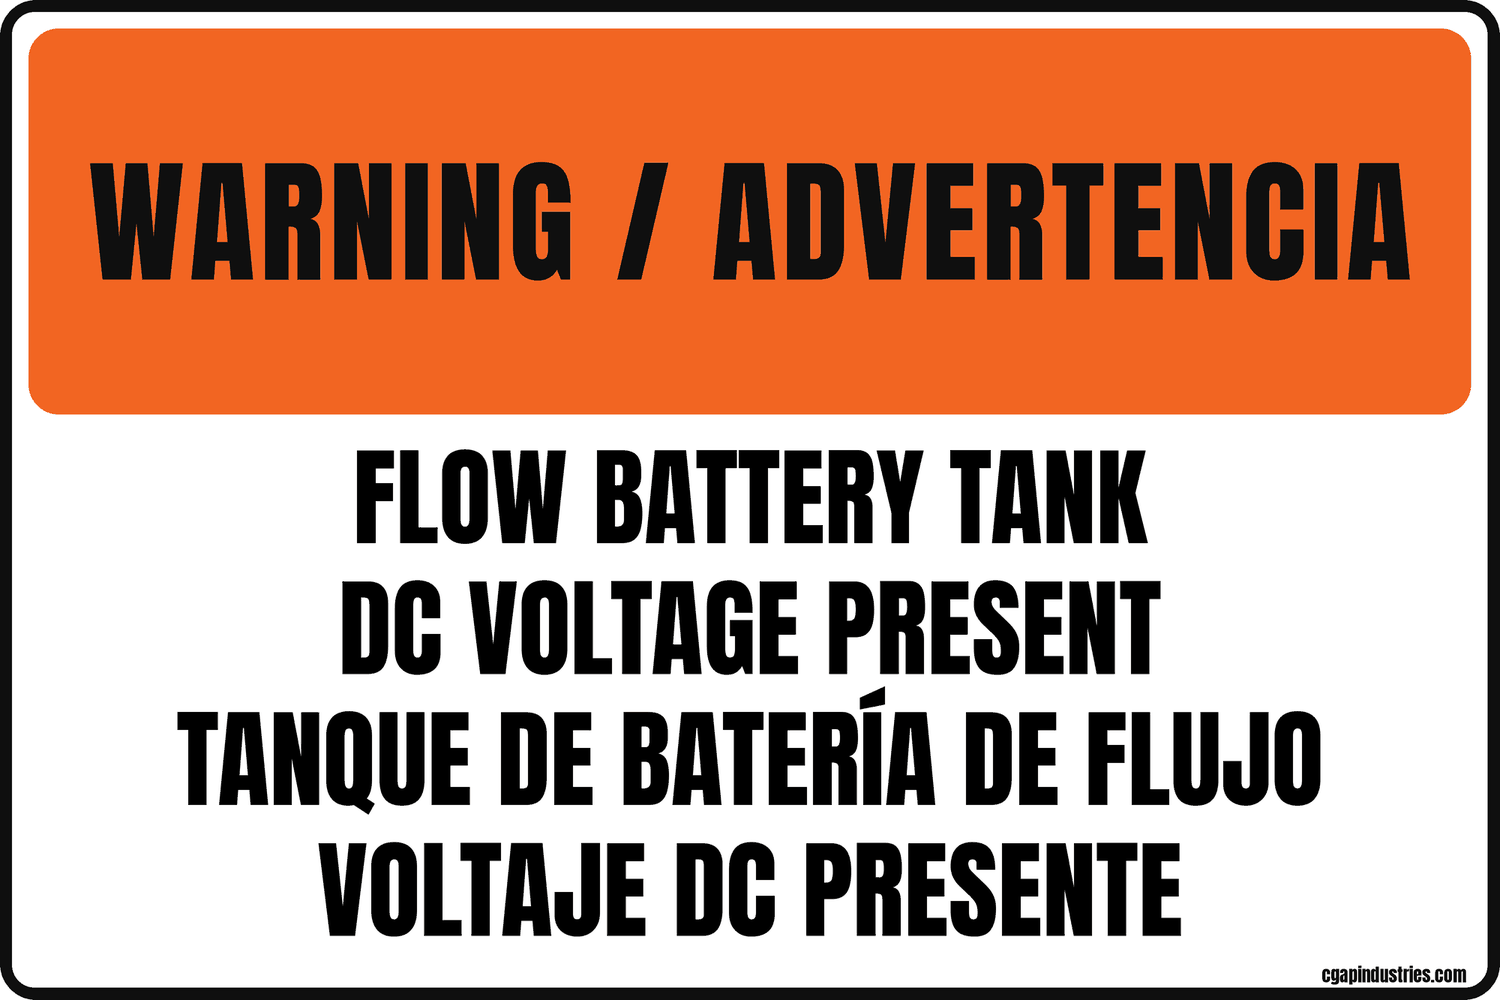 WARNING / ADVERTENCIA
FLOW BATTERY TANK
DC VOLTAGE PRESENT
TANQUE DE BATERÍA DE FLUJO
VOLTAJE DC PRESENTE
cgapindustries.com